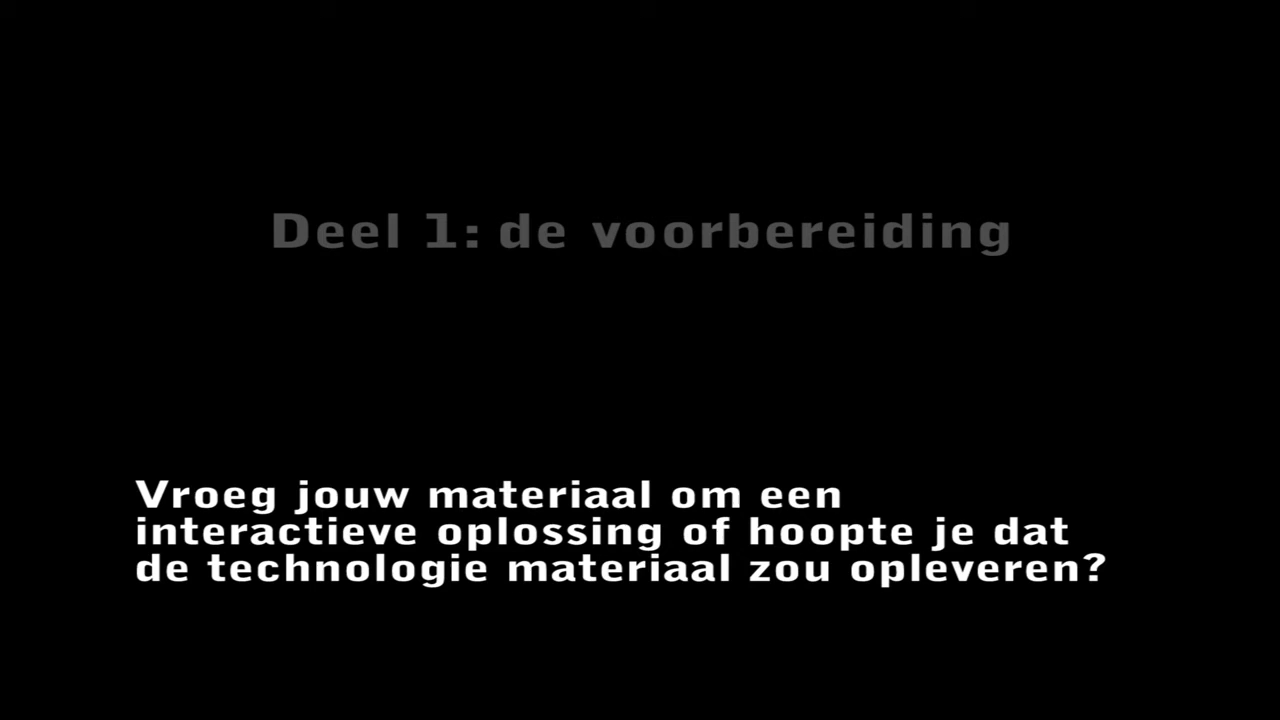 Deel 1: de voorbereiding
Vroeg jouw materiaal om een
interactieve oplossing of hoopte je dat
de technologie materiaal zou opleveren?